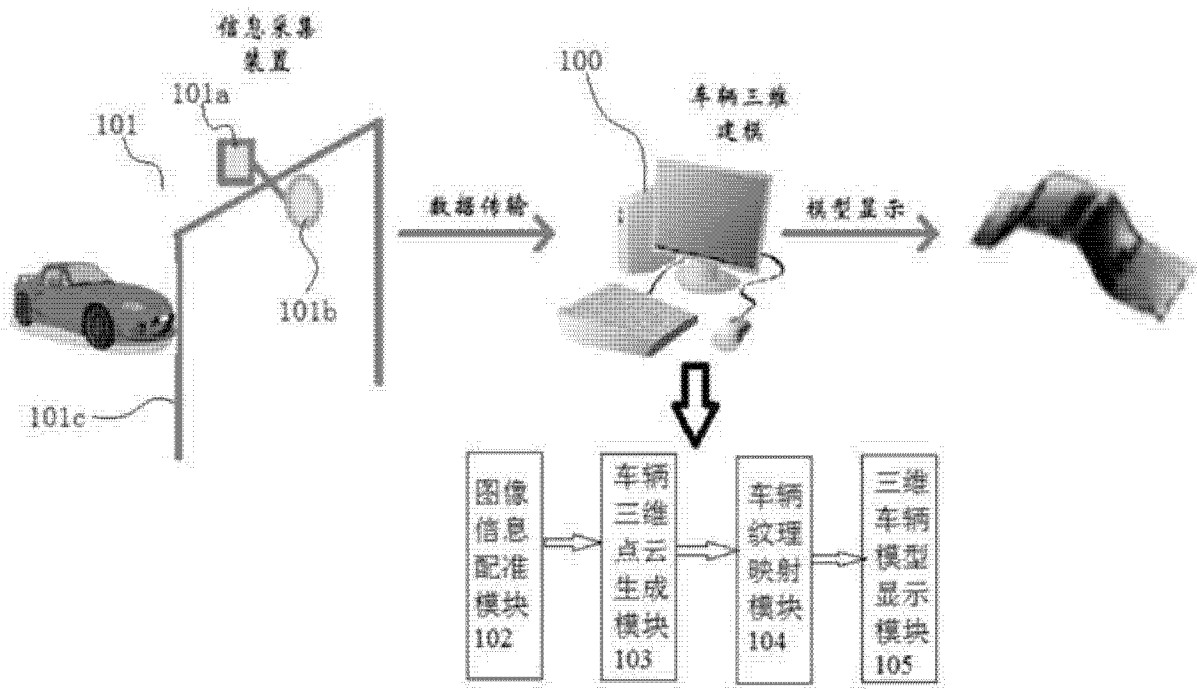 信息采集
装置
101a
101
101b
101c
数据传输
100
车辆三维
建模
模型显示
图像
信息
配准
模块
102
车辆
三维
点云
生成
模块
103
车辆
纹理
映射
模块
104
三维
车辆
模型
显示
模块
105